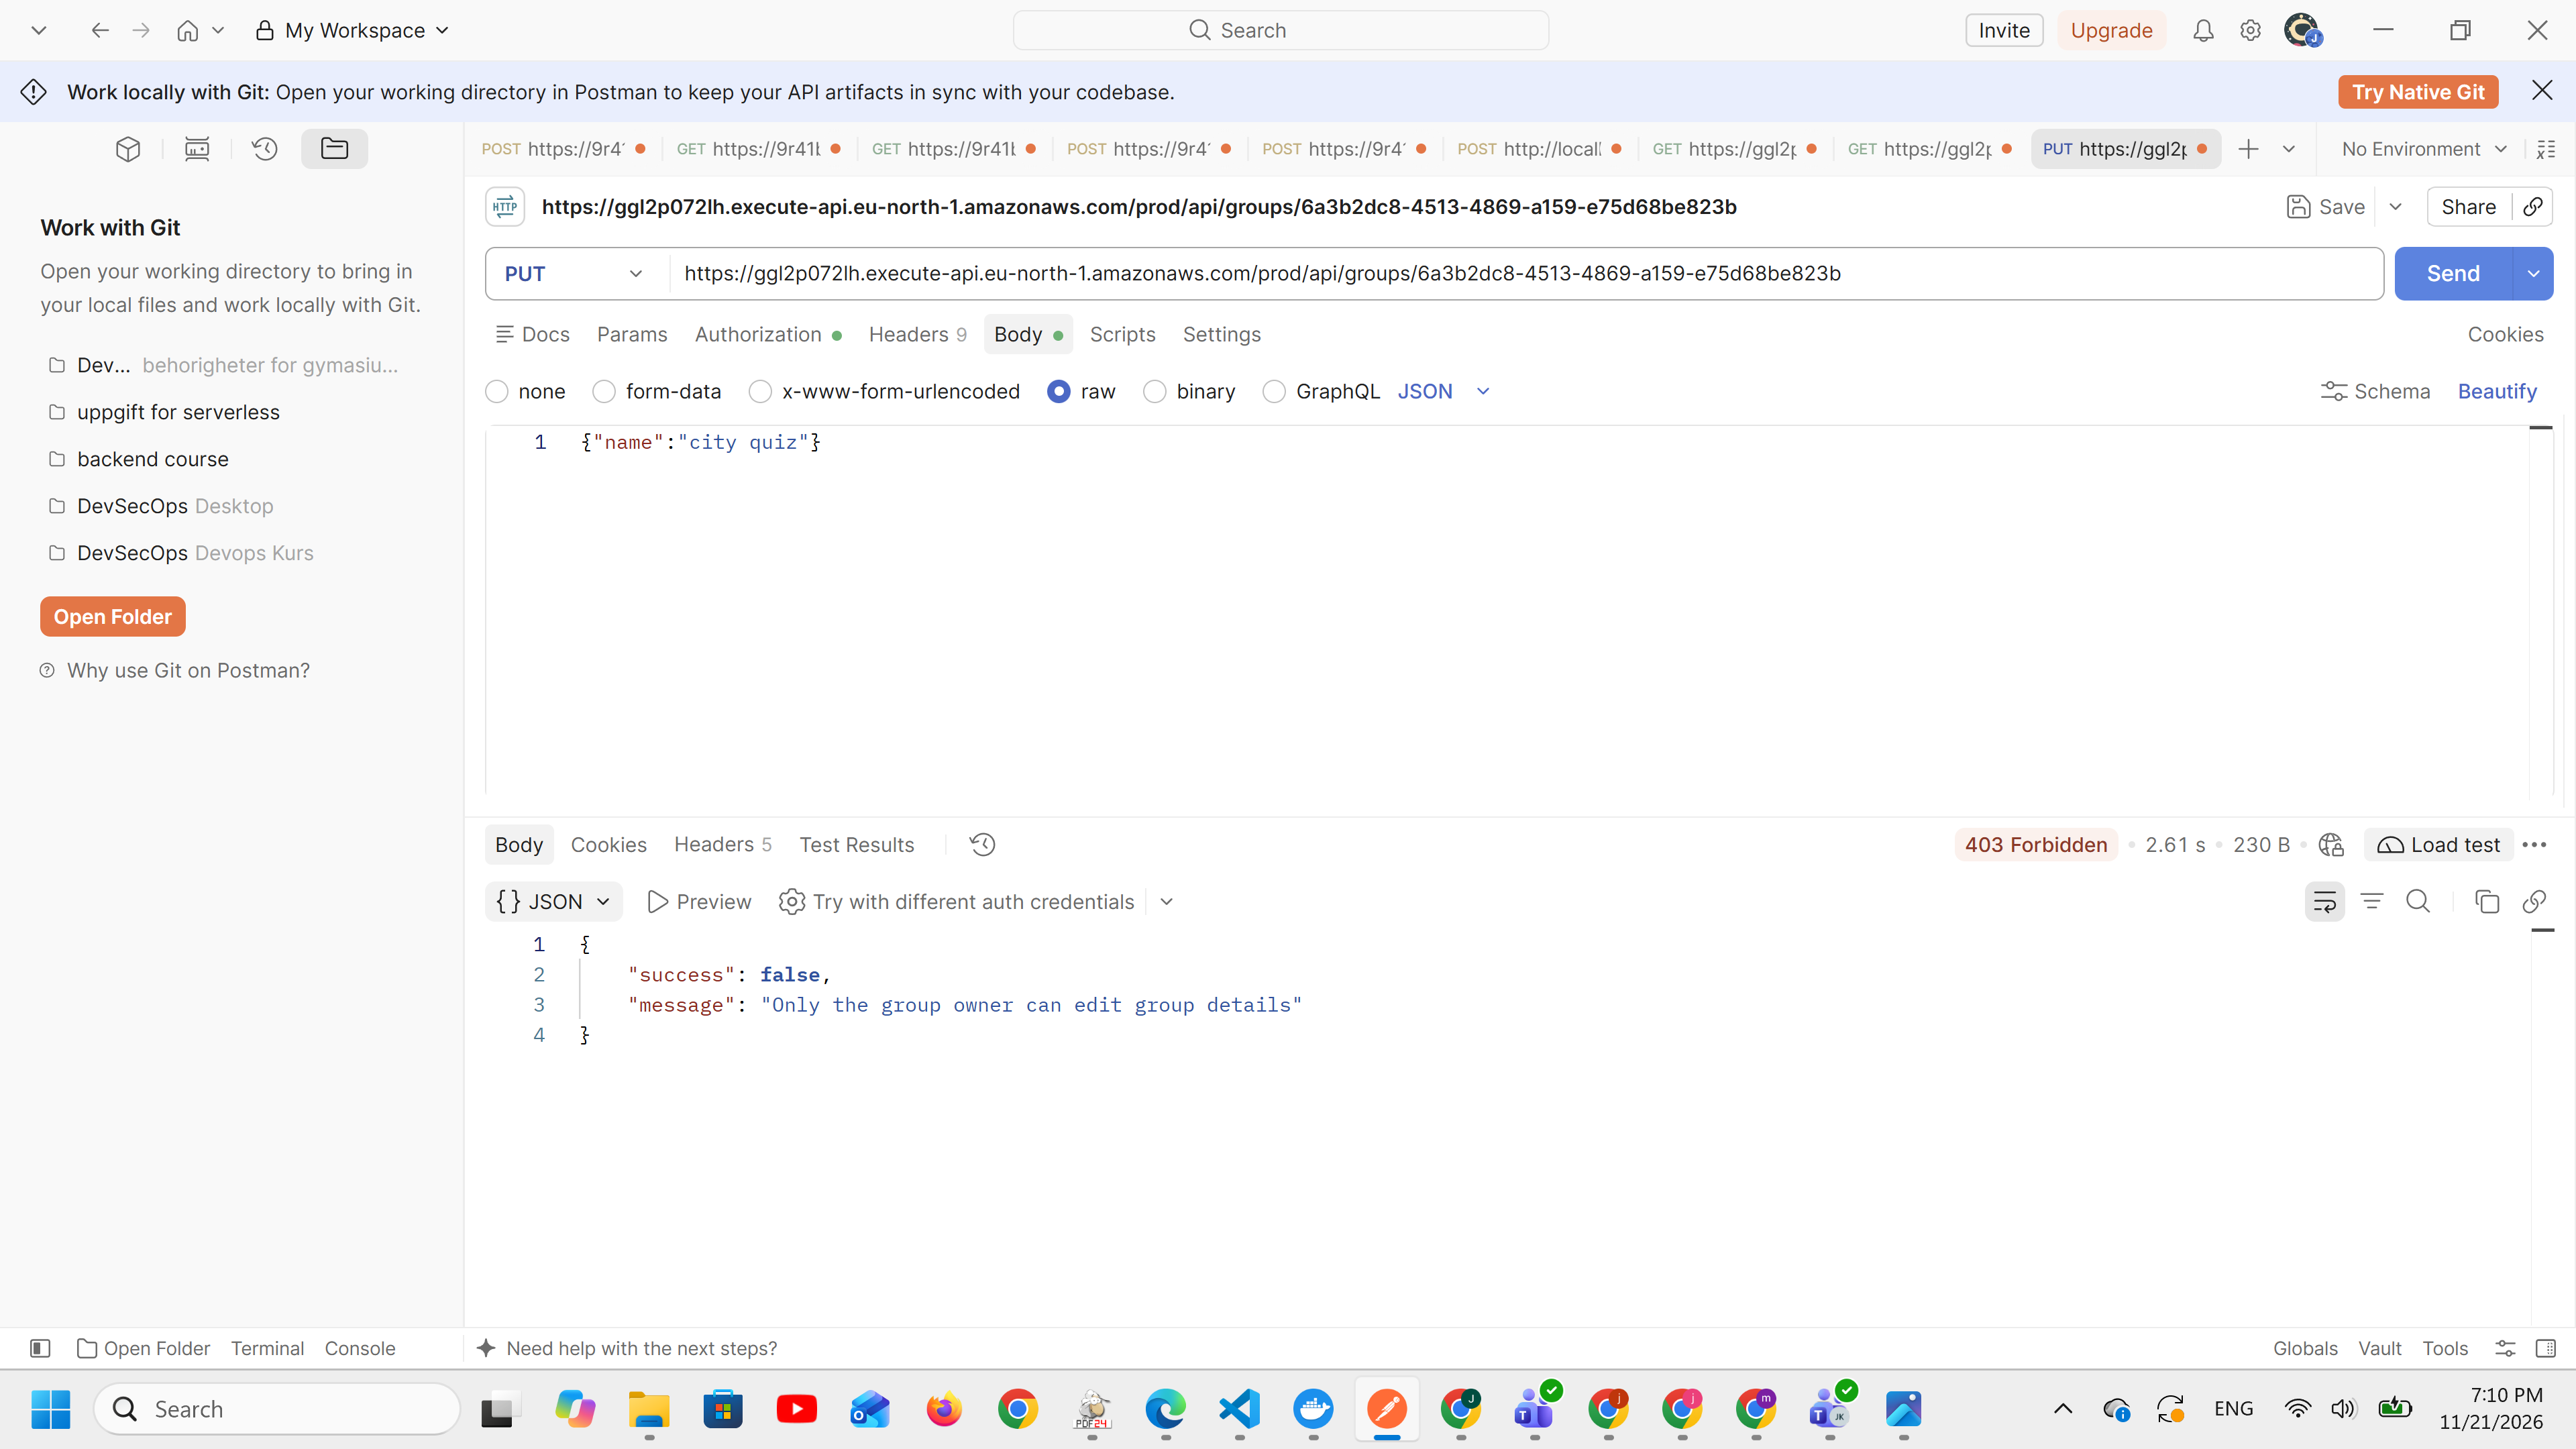 My Workspace
Search
Invite
Upgrade
J
Work locally with Git: Open your working directory in Postman to keep your API artifacts in sync with your codebase.
Try Native Git
POST https://9r4
GET https://9r41
GET https://9r41
POST https://9r4
POST https://9r4
POST http://local
GET https://ggl2p
GET https://ggl2p
PUT https://ggl2p
No Environment
Work with Git
Open your working directory to bring in
your local files and work locally with Git.
Dev... behorigheter for gymasiu...
uppgift for serverless
backend course
DevSecOps Desktop
DevSecOps Devops Kurs
Open Folder
Why use Git on Postman?
HTTP
https://ggl2p072lh.execute-api.eu-north-1.amazonaws.com/prod/api/groups/6a3b2dc8-4513-4869-a159-e75d68be823b
Save
Share
PUT
https://ggl2p072lh.execute-api.eu-north-1.amazonaws.com/prod/api/groups/6a3b2dc8-4513-4869-a159-e75d68be823b
Send
Docs Params Authorization Headers 9 Body Scripts Settings
Cookies
none form-data x-www-form-urlencoded raw binary GraphQL JSON
Schema Beautify
1 {"name":"city quiz"}
Body Cookies Headers 5 Test Results
403 Forbidden 2.61 s 230 B Load test
{} JSON Preview Try with different auth credentials
1 {
2 "success": false,
3 "message": "Only the group owner can edit group details"
4 }
Open Folder Terminal Console
Need help with the next steps?
Globals Vault Tools
Search
PDF24
J
T
j
j
m
T JK
ENG
7:10 PM
11/21/2026